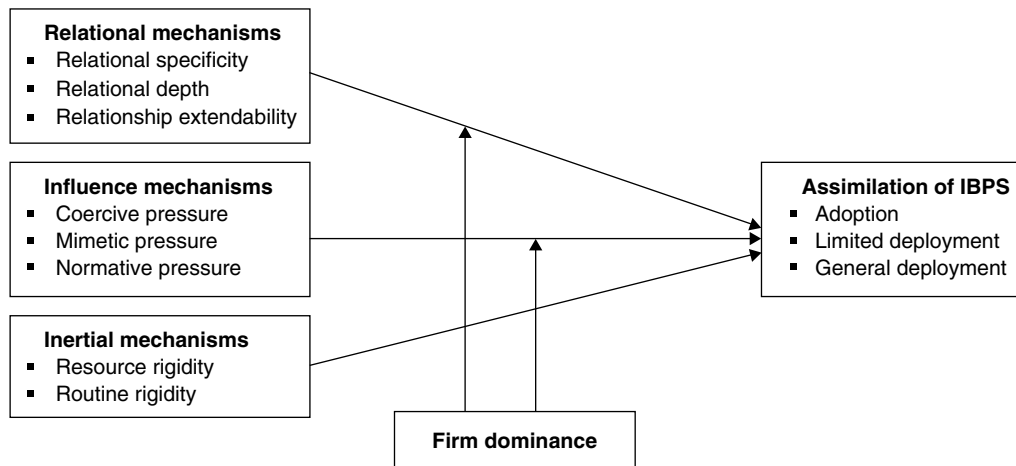 Relational mechanisms
▪ Relational specificity
▪ Relational depth
▪ Relationship extendability
Influence mechanisms
▪ Coercive pressure
▪ Mimetic pressure
▪ Normative pressure
Inertial mechanisms
▪ Resource rigidity
▪ Routine rigidity
Assimilation of IBPS
▪ Adoption
▪ Limited deployment
▪ General deployment
Firm dominance